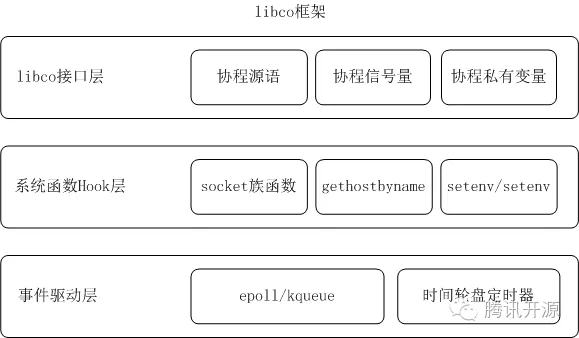 libco框架
libco接口层
协程源语
协程信号量
协程私有变量
系统函数Hook层
socket族函数
gethostbyname
setenv/setenv
事件驱动层
epoll/kqueue
时间轮盘定时器
腾讯开源